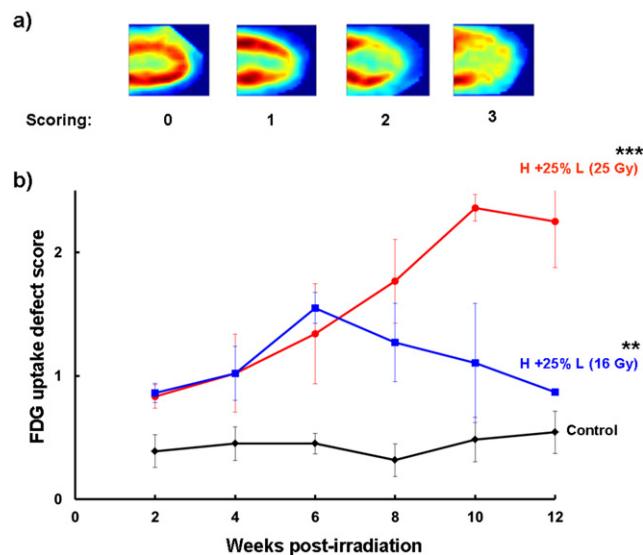 a)
Scoring: 0 1 2 3
b)
***
H +25% L (25 Gy)
**
H +25% L (16 Gy)
Control
FDG uptake defect score
2
1
0
0 2 4 6 8 10 12
Weeks post-irradiation